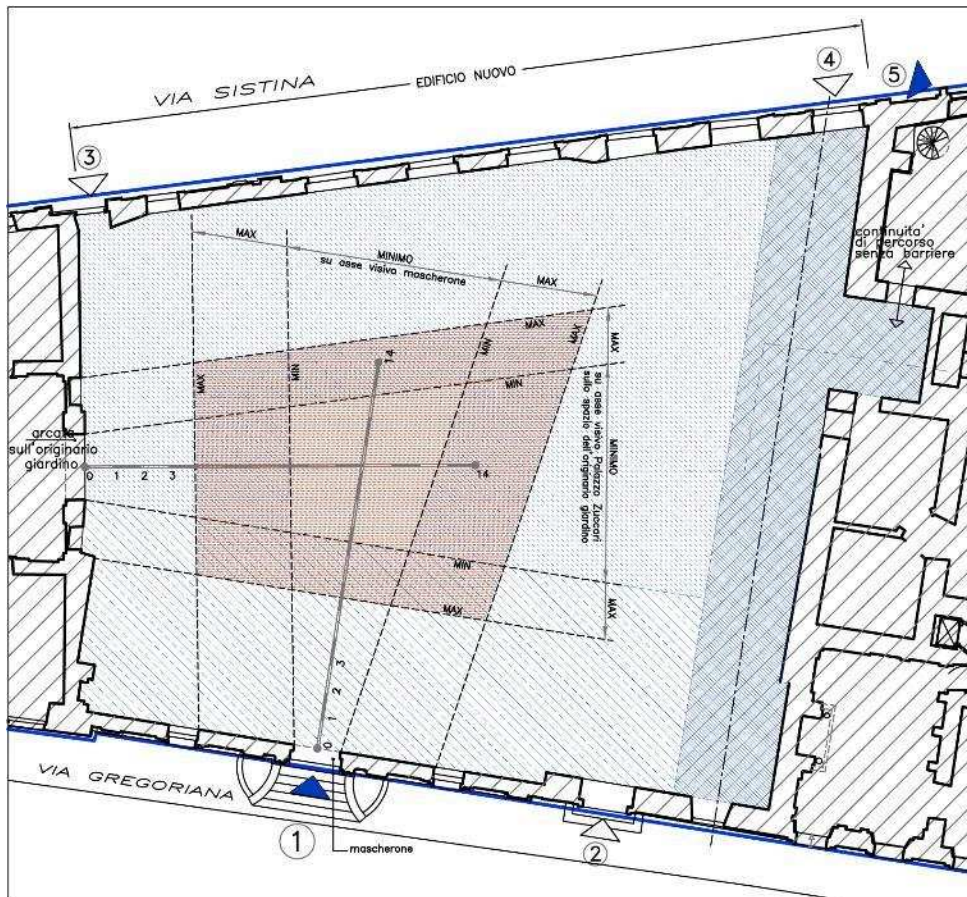 VIA SISTINA
EDIFICIO NUOVO
4
5
3
continuita'
di percorso
senza barriere
MAX
MINIMO
su asse visivo mascherone
MAX
MAX
MAX
MAX
MAX
MIN
MIN
14
MIN
su asse visivo Palazzo Zuccari
sullo spazio dell'originario giardino
MINIMO
MAX
arcata
sull'originario
giardino
0 1 2 3
14
MIN
MAX
MAX
3
2
1
0
VIA GREGORIANA
1
2
mascherone